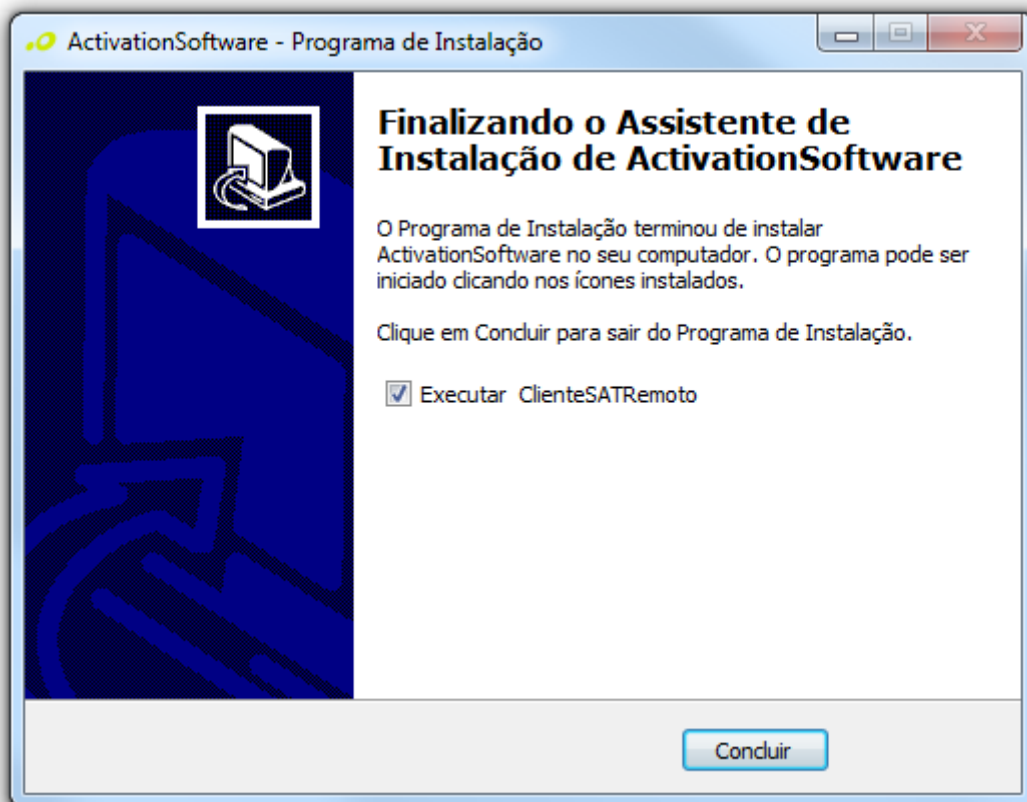 ActivationSoftware - Programa de Instalação
Finalizando o Assistente de
Instalação de ActivationSoftware
O Programa de Instalação terminou de instalar
ActivationSoftware no seu computador. O programa pode ser
iniciado clicando nos ícones instalados.
Clique em Concluir para sair do Programa de Instalação.
Executar ClienteSATRemoto
Concluir